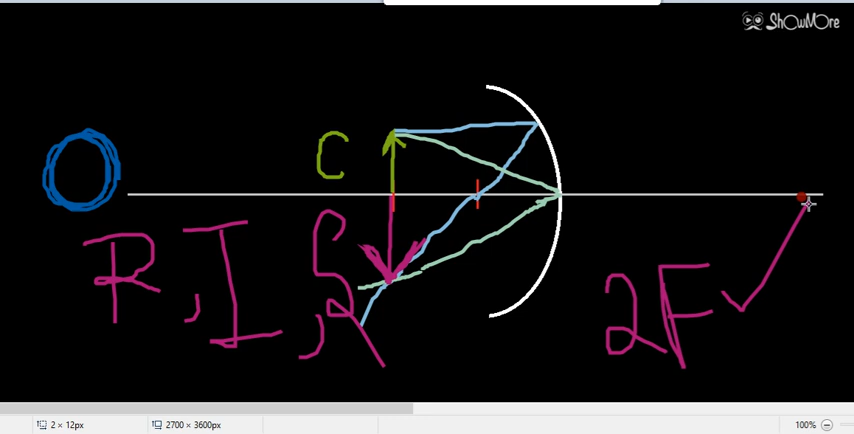 ShOwMOre
O
C
R, I, S
2F
2 × 12px
2700 × 3600px
100%